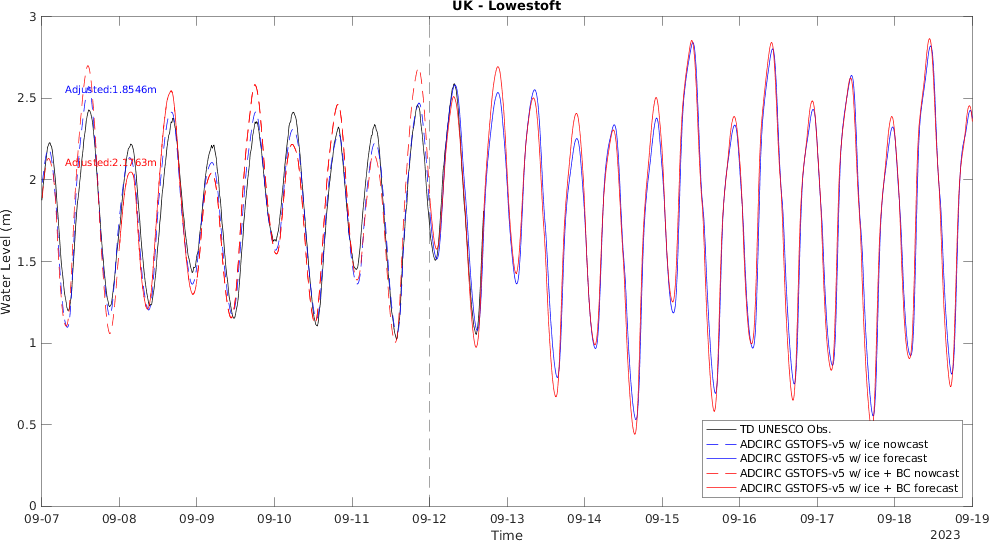 UK - Lowestoft
3
2.5
2
1.5
1
0.5
0
Water Level (m)
Adjusted:1.8546m
Adjusted:2.1763m
TD UNESCO Obs.
ADCIRC GSTOFS-v5 w/ ice nowcast
ADCIRC GSTOFS-v5 w/ ice forecast
ADCIRC GSTOFS-v5 w/ ice + BC nowcast
ADCIRC GSTOFS-v5 w/ ice + BC forecast
09-07 09-08 09-09 09-10 09-11 09-12 09-13 09-14 09-15 09-16 09-17 09-18 09-19
Time
2023